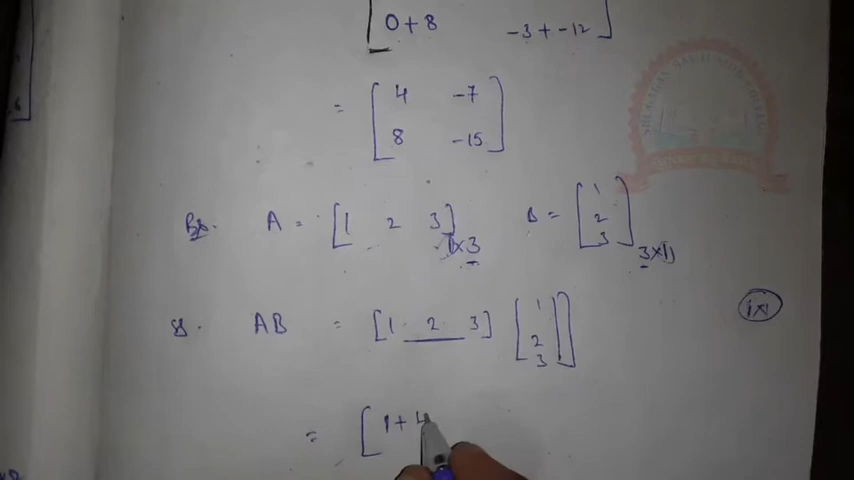 0+8 -3+-12
= [ 4 -7
8 -15 ]
Ex. A = [1 2 3] 1×3 B = [ 1
2
3 ] 3×1
S. AB = [1 2 3] [ 1
2
3 ] 1×1
= [ 1+4